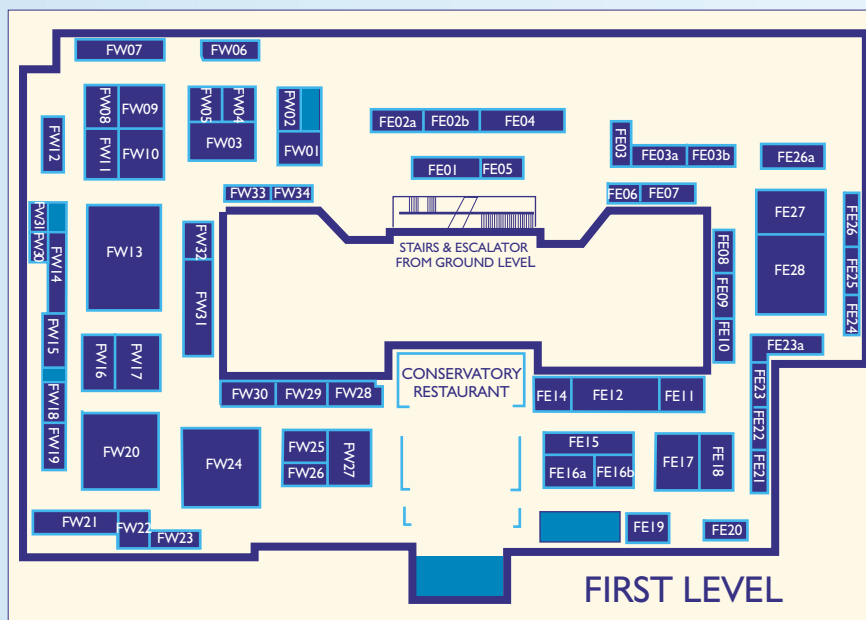 FW07
FW06
FW08
FW09
FW05
FW04
FW02
FE02a
FE02b
FE04
FW12
FW11
FW10
FW03
FW01
FE03
FE03a
FE03b
FE26a
FE01
FE05
FW33
FW34
FE06
FE07
FW31
FW30
FW14
FW13
FW32
FW31
STAIRS & ESCALATOR
FROM GROUND LEVEL
FE08
FE09
FE10
FE27
FE28
FE26
FE25
FE24
FW15
FW16
FW17
FE23a
FW18
FW19
FW30
FW29
FW28
CONSERVATORY
RESTAURANT
FE14
FE12
FE11
FE23
FE22
FE21
FW20
FW24
FW25
FW26
FW27
FE15
FE16a
FE16b
FE17
FE18
FW21
FW22
FW23
FE19
FE20
FIRST LEVEL